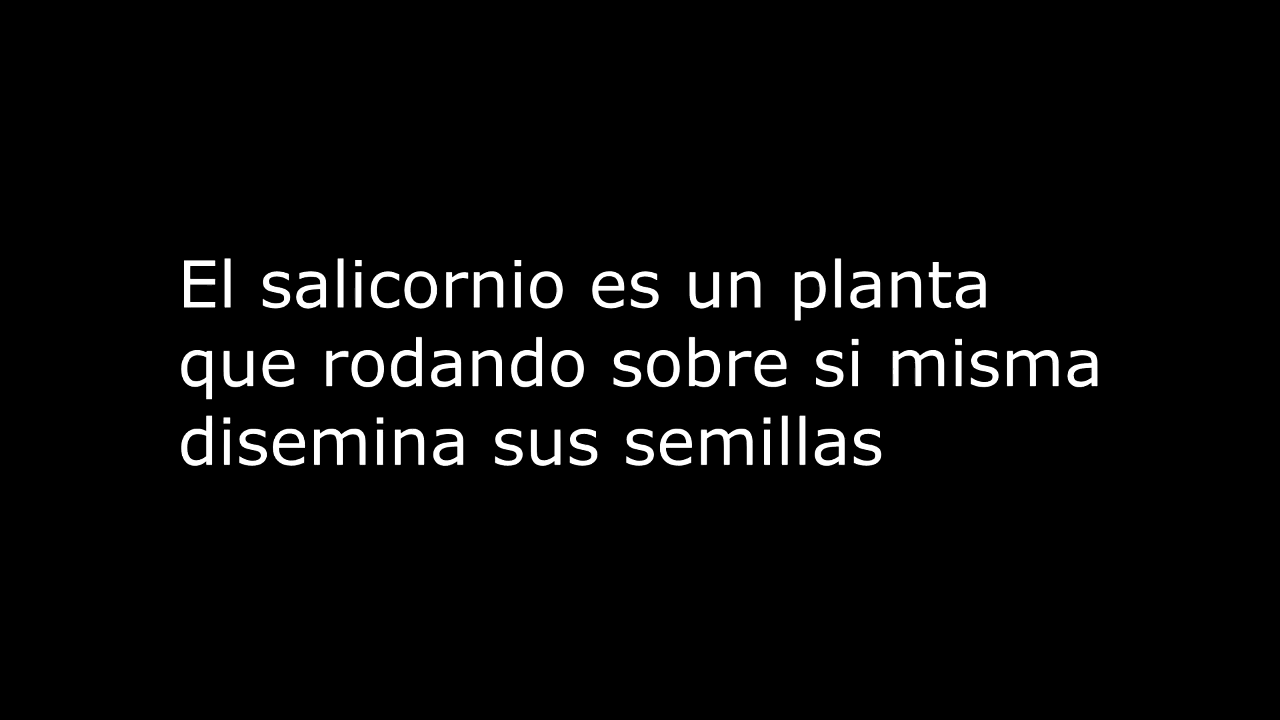 El salicornio es un planta
que rodando sobre si misma
disemina sus semillas